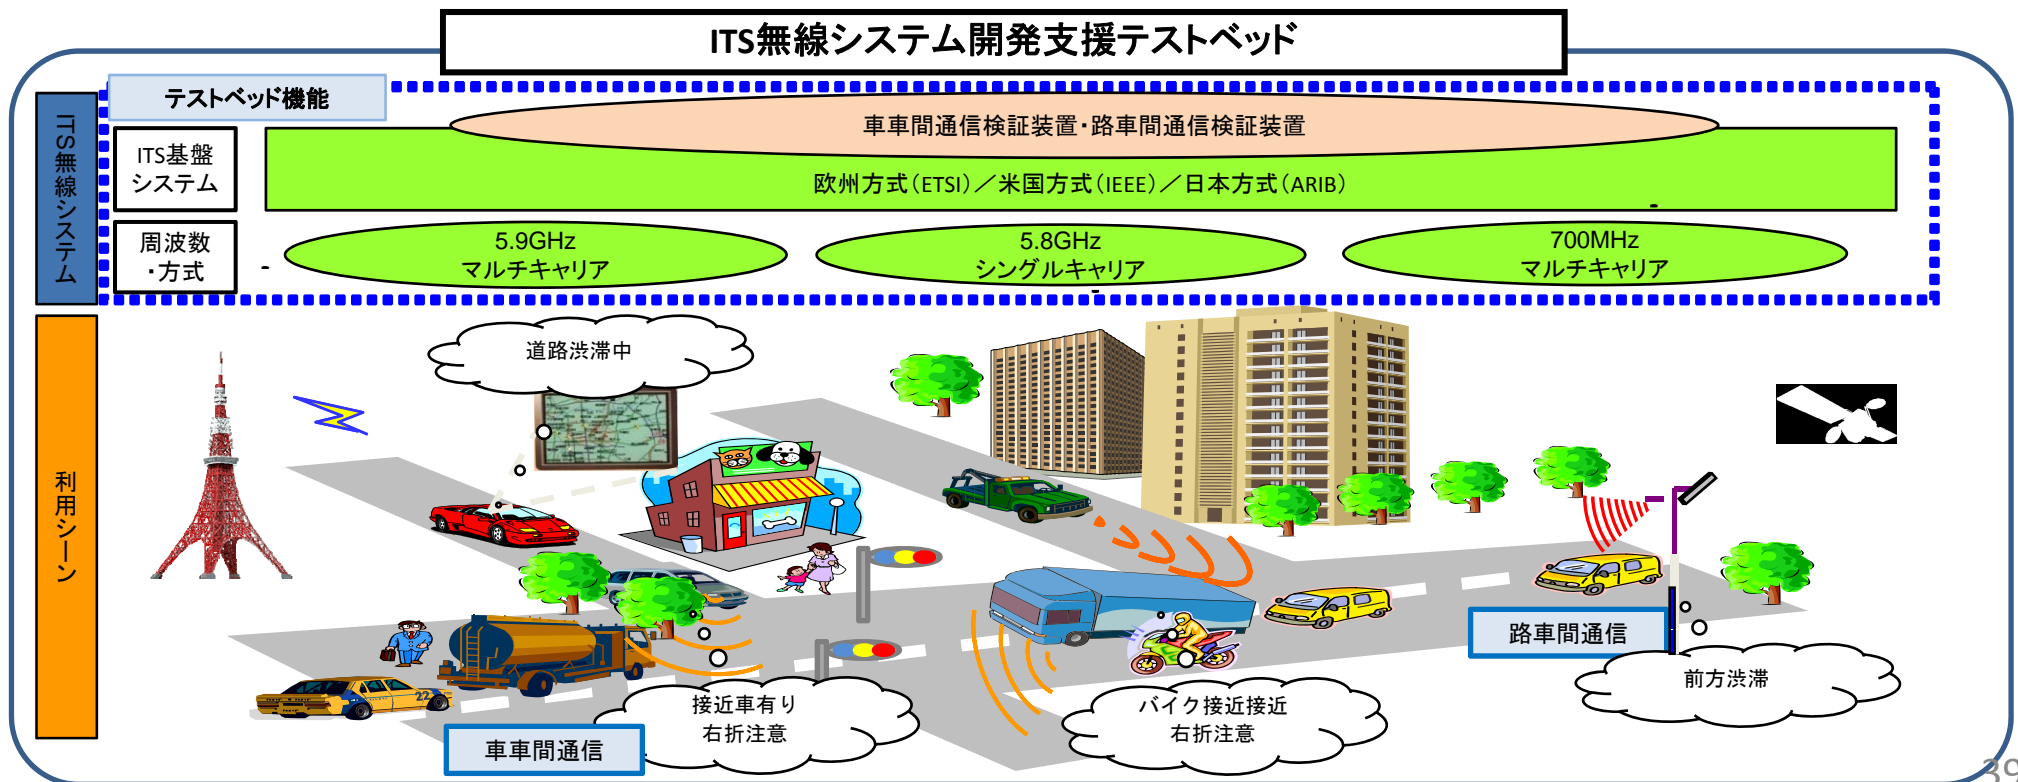 ITS無線システム開発支援テストベッド
テストベッド機能
ITS無線システム
ITS基盤
システム
車車間通信検証装置・路車間通信検証装置
欧州方式(ETSI)/米国方式(IEEE)/日本方式(ARIB)
周波数
・方式
5.9GHz
マルチキャリア
5.8GHz
シングルキャリア
700MHz
マルチキャリア
利用シーン
道路渋滞中
路車間通信
前方渋滞
22
接近車有り
右折注意
バイク接近接近
右折注意
車車間通信
39